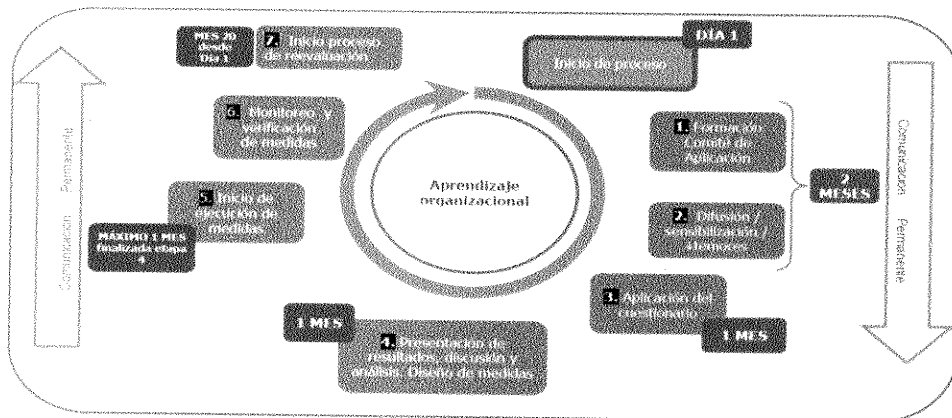 MES 20
desde
Día 1
7. Inicio proceso
de reevaluación
DÍA 1
Inicio de proceso
6. Monitoreo y
verificación
de medidas
1. Formación
Comité de
Aplicación
2
MESES
Aprendizaje
organizacional
5. Inicio de
ejecución de
medidas
MÁXIMO 1 MES
finalizada etapa
4
2. Difusión /
sensibilización /
3. Aplicación del
cuestionario
1 MES
1 MES
4. Presentación de
resultados, discusión y
análisis. Diseño de medidas
Comunicación Permanente
Comunicación Permanente